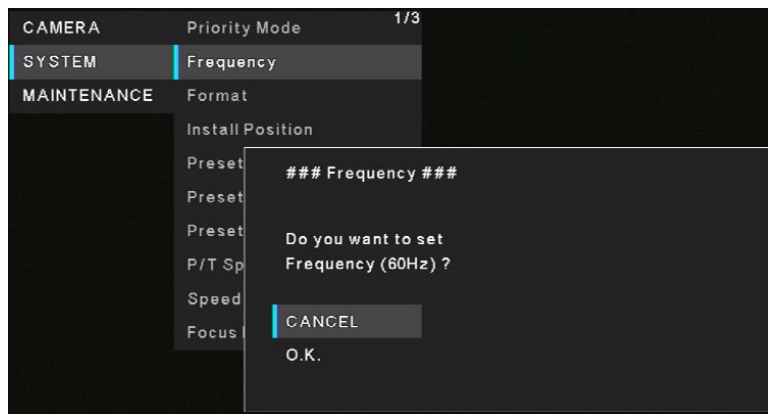 1/3
CAMERA
SYSTEM
MAINTENANCE
Priority Mode
Frequency
Format
Install Position
Preset
Preset
Preset
P/T Sp
Speed
Focus
### Frequency ###
Do you want to set
Frequency (60Hz) ?
CANCEL
O.K.